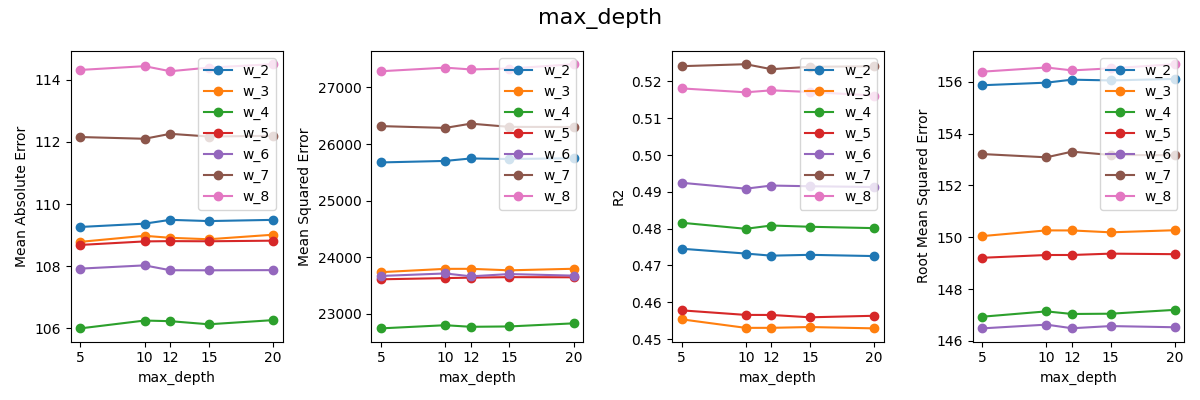 max_depth
Mean Absolute Error
114
112
110
108
106
5 10 12 15 20
max_depth
w_2
w_3
w_4
w_5
w_6
w_7
w_8
Mean Squared Error
27000
26000
25000
24000
23000
5 10 12 15 20
max_depth
w_2
w_3
w_4
w_5
w_6
w_7
w_8
R2
0.52
0.51
0.50
0.49
0.48
0.47
0.46
0.45
5 10 12 15 20
max_depth
w_2
w_3
w_4
w_5
w_6
w_7
w_8
Root Mean Squared Error
156
154
152
150
148
146
5 10 12 15 20
max_depth
w_2
w_3
w_4
w_5
w_6
w_7
w_8